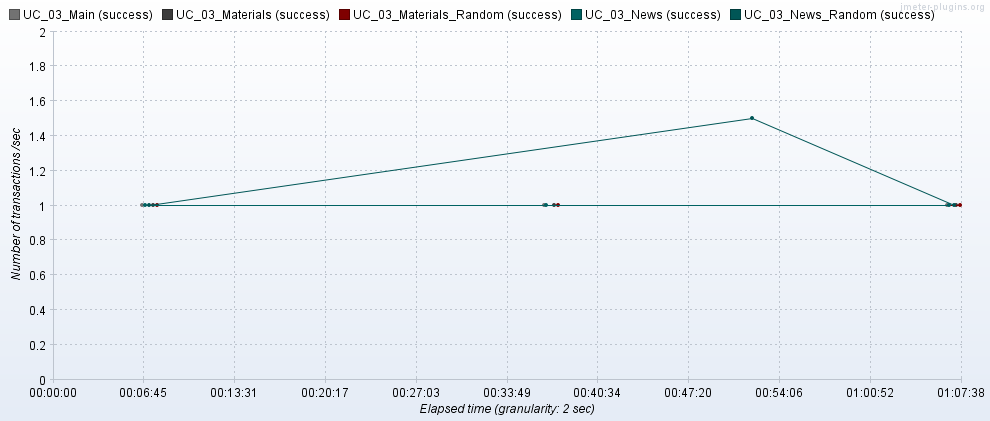 UC_03_Main (success) UC_03_Materials (success) UC_03_Materials_Random (success) UC_03_News (success) UC_03_News_Random (success)
jmeter-plugins.org
2
1.8
1.6
1.4
1.2
1
0.8
0.6
0.4
0.2
0
Number of transactions /sec
00:00:00 00:06:45 00:13:31 00:20:17 00:27:03 00:33:49 00:40:34 00:47:20 00:54:06 01:00:52 01:07:38
Elapsed time (granularity: 2 sec)